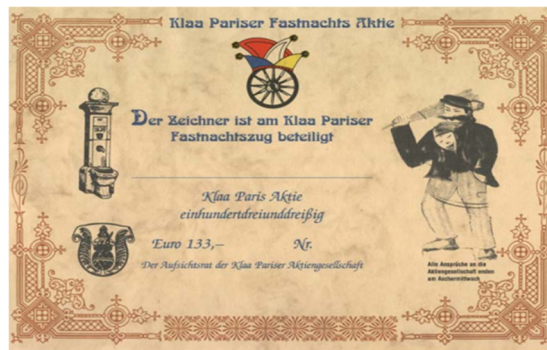 Klaa Pariser Fastnachts Aktie
Der Zeichner ist am Klaa Pariser
Fastnachtszug beteiligt
Klaa Paris Aktie
einhundertdreiunddreißig
Euro 133,– Nr.
Der Aufsichtsrat der Klaa Pariser Aktiengesellschaft
Alle Ansprüche an die
Aktiengesellschaft enden
am Aschermittwoch